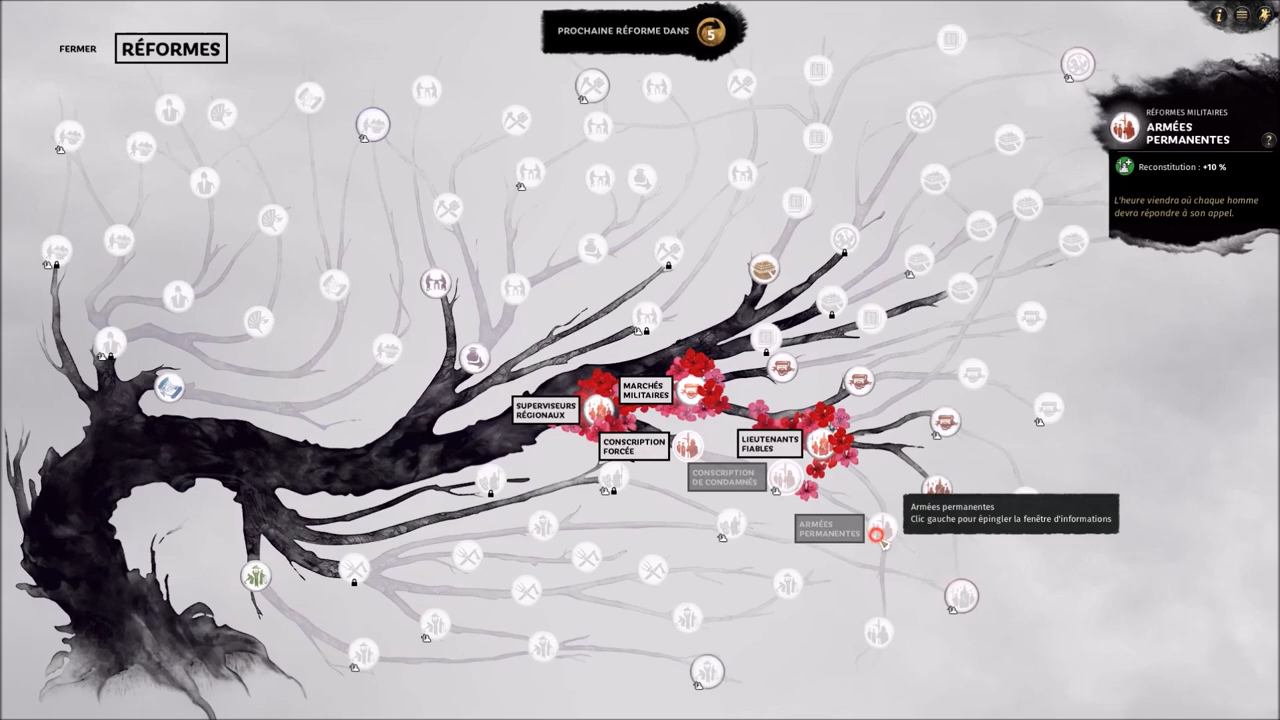 PROCHAINE RÉFORME DANS 5
FERMER RÉFORMES
RÉFORMES MILITAIRES
ARMÉES
PERMANENTES
?
Reconstitution : +10 %
L'heure viendra où chaque homme
devra répondre à son appel.
MARCHÉS
MILITAIRES
SUPERVISEURS
RÉGIONAUX
CONSCRIPTION
FORCÉE
LIEUTENANTS
FIABLES
CONSCRIPTION
DE CONDAMNÉS
ARMÉES
PERMANENTES
Armées permanentes
Clic gauche pour épingler la fenêtre d'informations